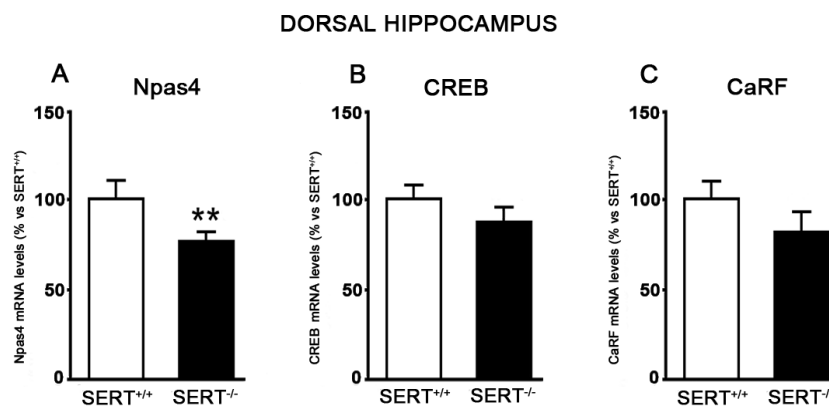 DORSAL HIPPOCAMPUS
A
Npas4
Npas4 mRNA levels (% vs SERT+/+)
150
100
50
0
**
SERT+/+ SERT-/-
B
CREB
CREB mRNA levels (% vs SERT+/+)
150
100
50
0
SERT+/+ SERT-/-
C
CaRF
CaRF mRNA levels (% vs SERT+/+)
150
100
50
0
SERT+/+ SERT-/